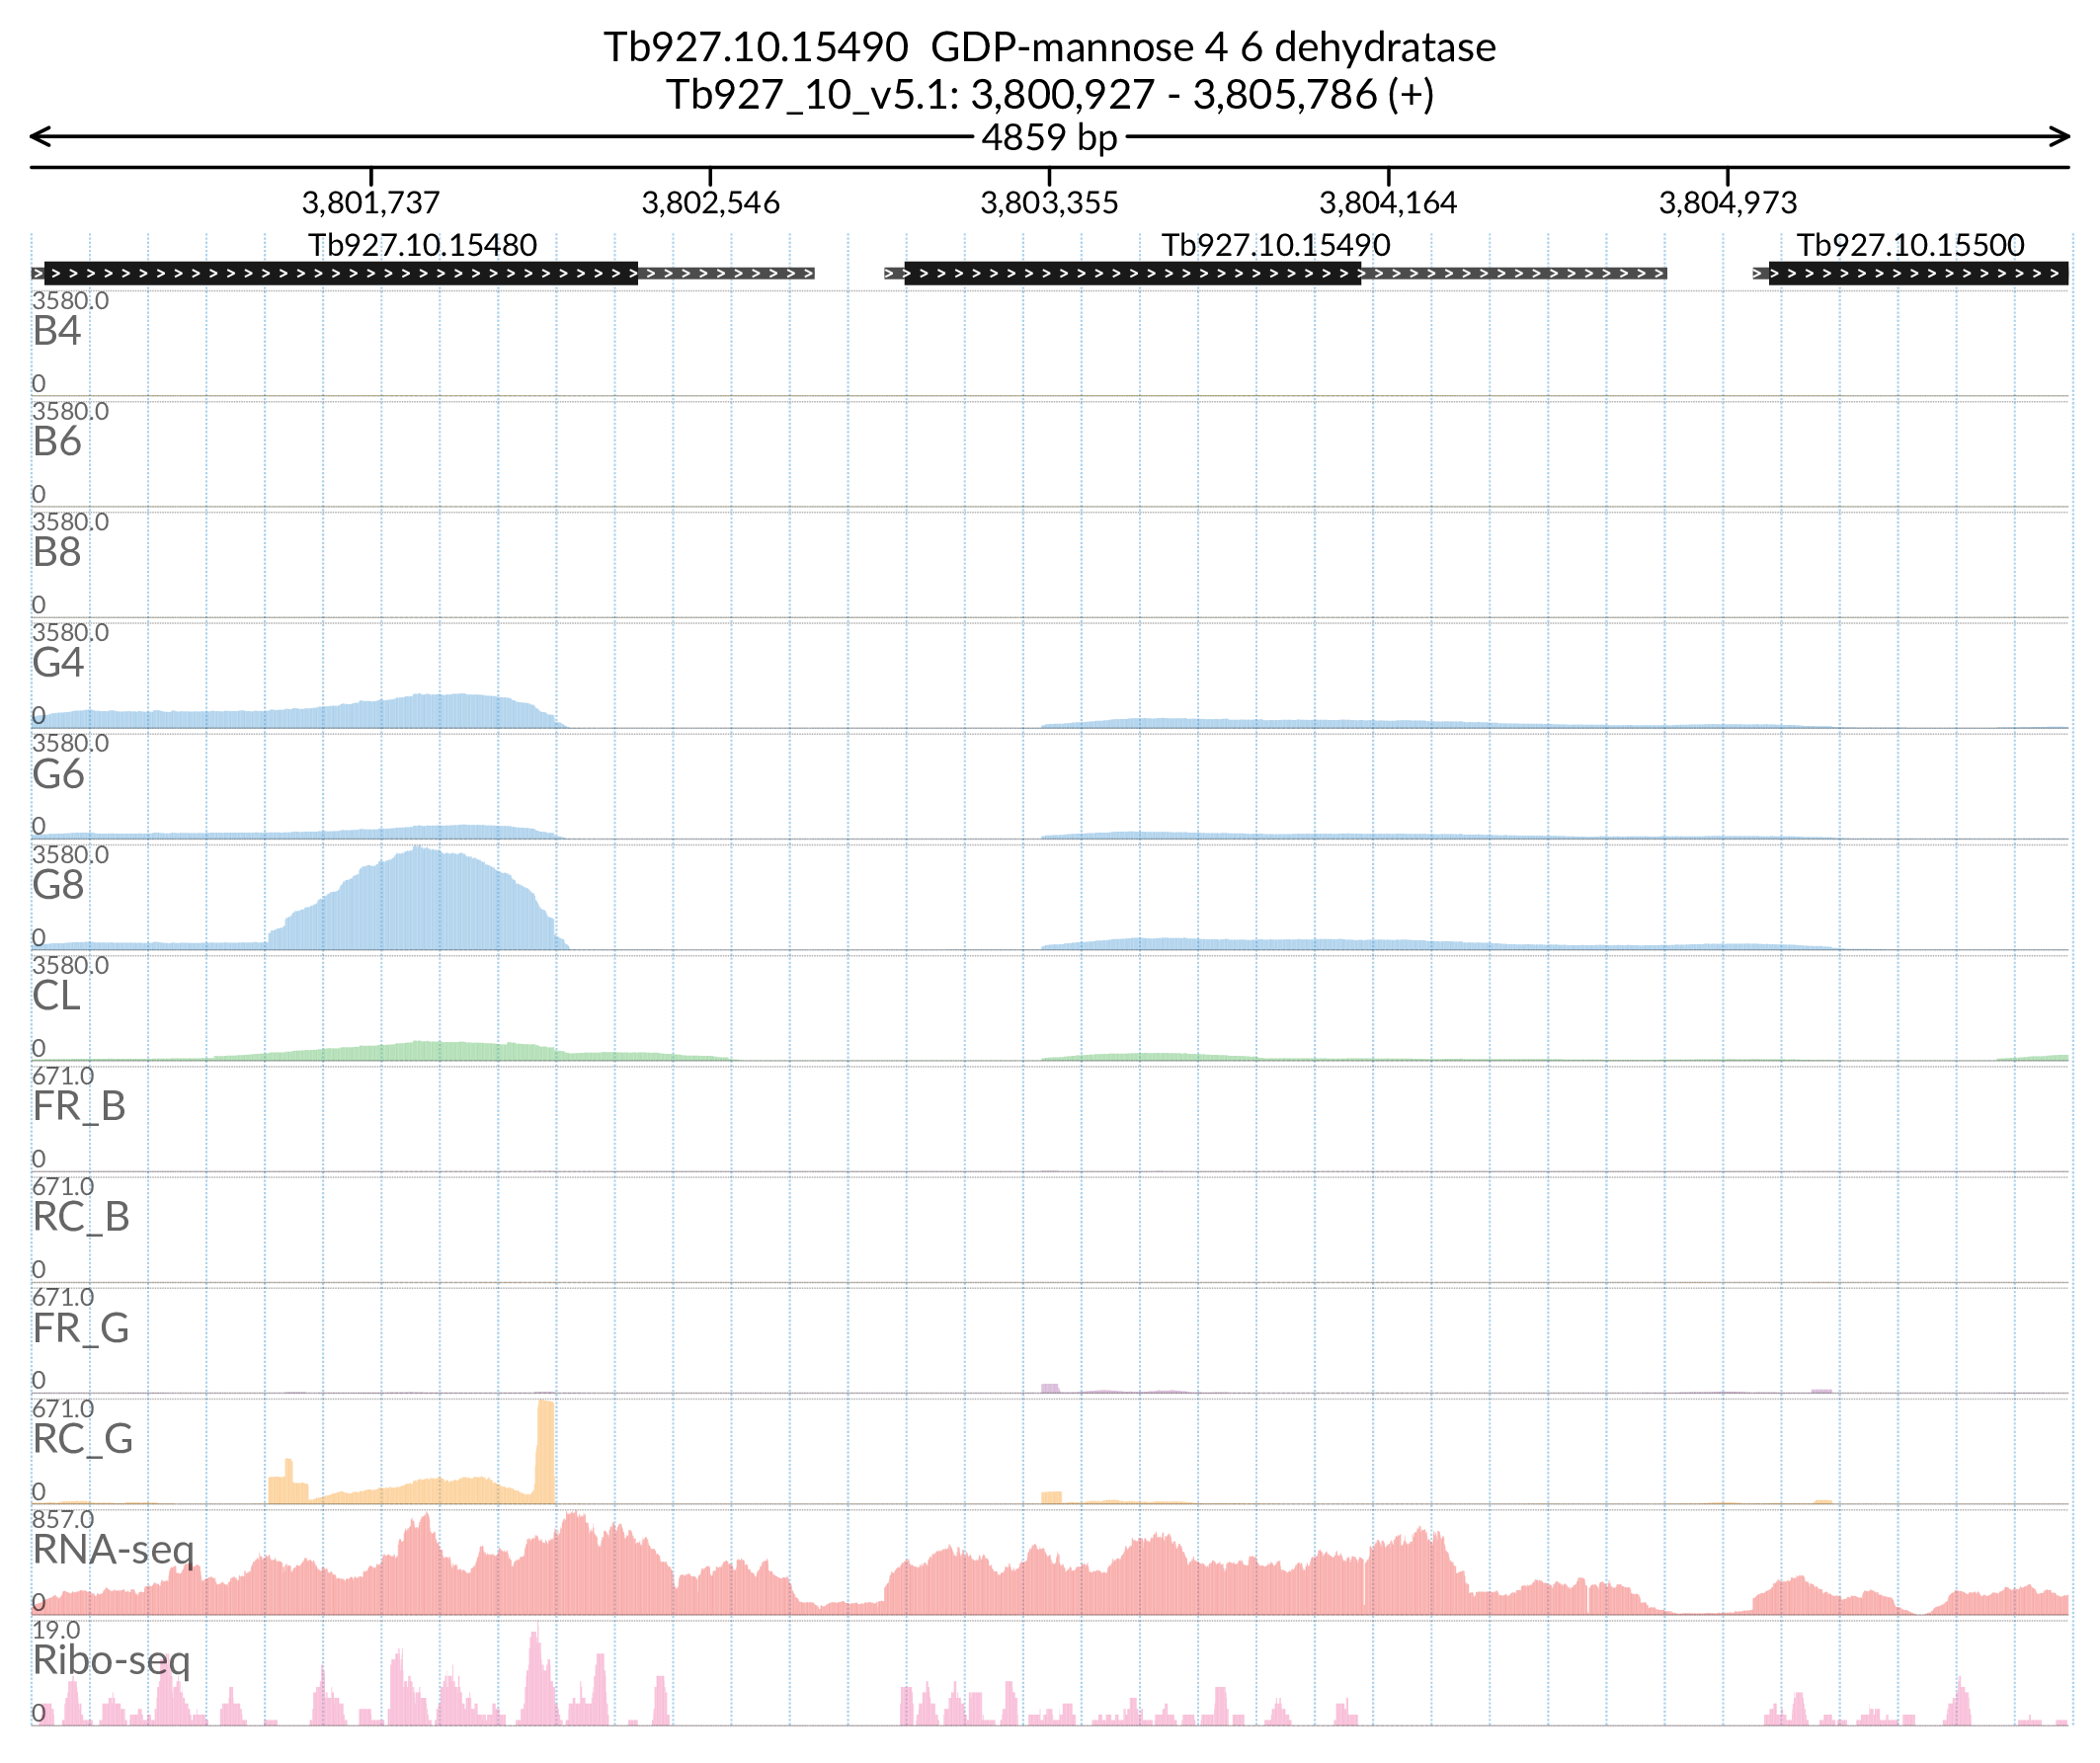 Tb927.10.15490  GDP-mannose 4 6 dehydratase
Tb927_10_v5.1: 3,800,927 - 3,805,786 (+)
4859 bp
3,801,737 3,802,546 3,803,355 3,804,164 3,804,973
Tb927.10.15480 Tb927.10.15490 Tb927.10.15500
3580.0
B4
0
3580.0
B6
0
3580.0
B8
0
3580.0
G4
0
3580.0
G6
0
3580.0
G8
0
3580.0
CL
0
671.0
FR_B
0
671.0
RC_B
0
671.0
FR_G
0
671.0
RC_G
0
857.0
RNA-seq
0
19.0
Ribo-seq
0